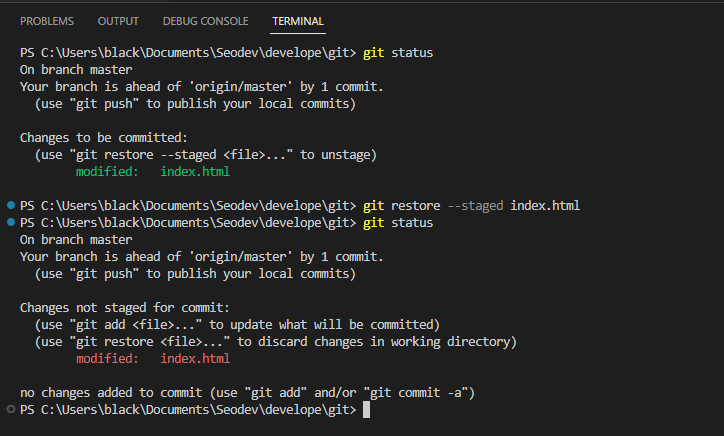 PROBLEMS OUTPUT DEBUG CONSOLE TERMINAL
PS C:\Users\black\Documents\Seodev\develope\git> git status
On branch master
Your branch is ahead of 'origin/master' by 1 commit.
  (use "git push" to publish your local commits)
Changes to be committed:
  (use "git restore --staged <file>..." to unstage)
        modified:   index.html
PS C:\Users\black\Documents\Seodev\develope\git> git restore --staged index.html
PS C:\Users\black\Documents\Seodev\develope\git> git status
On branch master
Your branch is ahead of 'origin/master' by 1 commit.
  (use "git push" to publish your local commits)
Changes not staged for commit:
  (use "git add <file>..." to update what will be committed)
  (use "git restore <file>..." to discard changes in working directory)
        modified:   index.html
no changes added to commit (use "git add" and/or "git commit -a")
PS C:\Users\black\Documents\Seodev\develope\git>